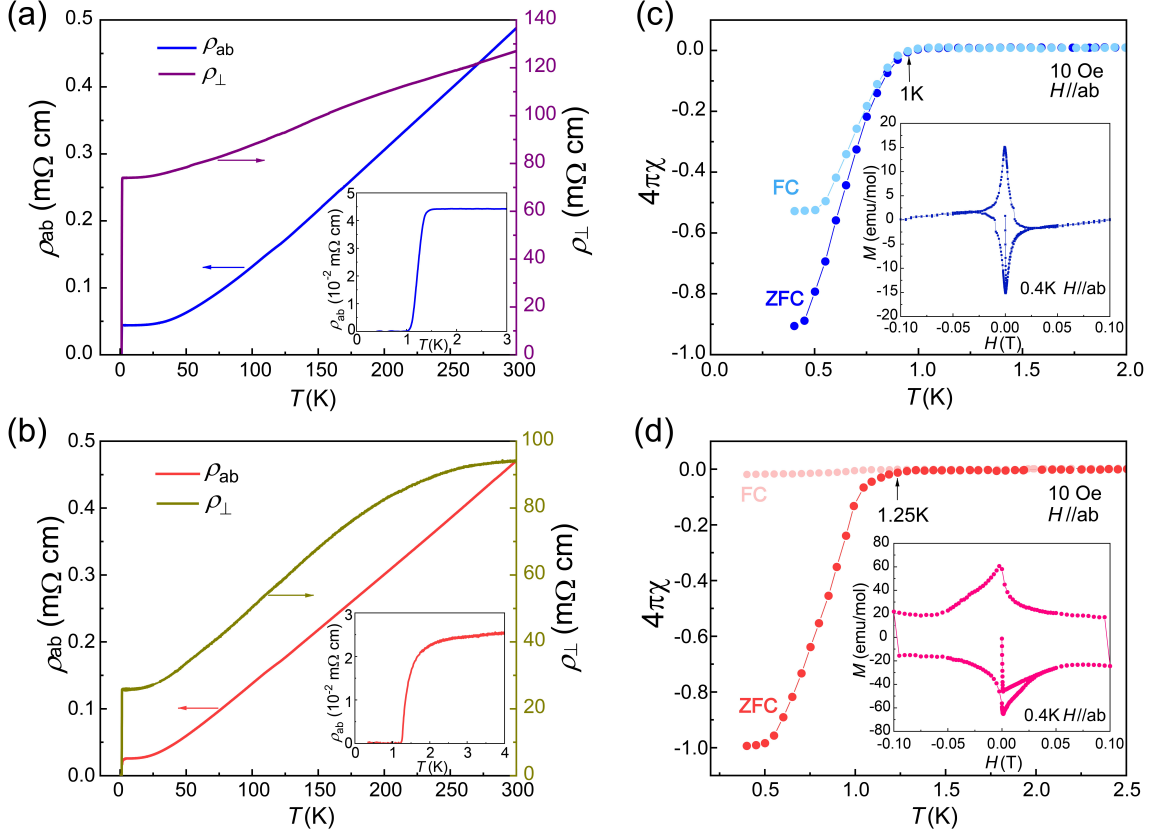 (a)
ρab
ρ⊥
ρab (mΩ cm)
0.5
0.4
0.3
0.2
0.1
0.0
140
120
100
80
60
40
20
0
ρ⊥ (mΩ cm)
0 50 100 150 200 250 300
T(K)
ρab (10-2 mΩ cm)
5
4
3
2
1
0
0 1 2 3
T(K)
(c)
4πχ
0.0
-0.2
-0.4
-0.6
-0.8
-1.0
10 Oe
H//ab
1K
FC
ZFC
0.0 0.5 1.0 1.5 2.0
T(K)
M (emu/mol)
20
15
10
5
0
-5
-10
-15
-20
0.4K H//ab
-0.10 -0.05 0.00 0.05 0.10
H(T)
(b)
ρab
ρ⊥
ρab (mΩ cm)
0.5
0.4
0.3
0.2
0.1
0.0
100
80
60
40
20
0
ρ⊥ (mΩ cm)
0 50 100 150 200 250 300
T(K)
ρab (10-2 mΩ cm)
3
2
1
0
0 1 2 3 4
T(K)
(d)
4πχ
0.0
-0.2
-0.4
-0.6
-0.8
-1.0
FC
1.25K
10 Oe
H//ab
ZFC
0.5 1.0 1.5 2.0 2.5
T(K)
M (emu/mol)
80
60
40
20
0
-20
-40
-60
-80
0.4K H//ab
-0.10 -0.05 0.00 0.05 0.10
H(T)